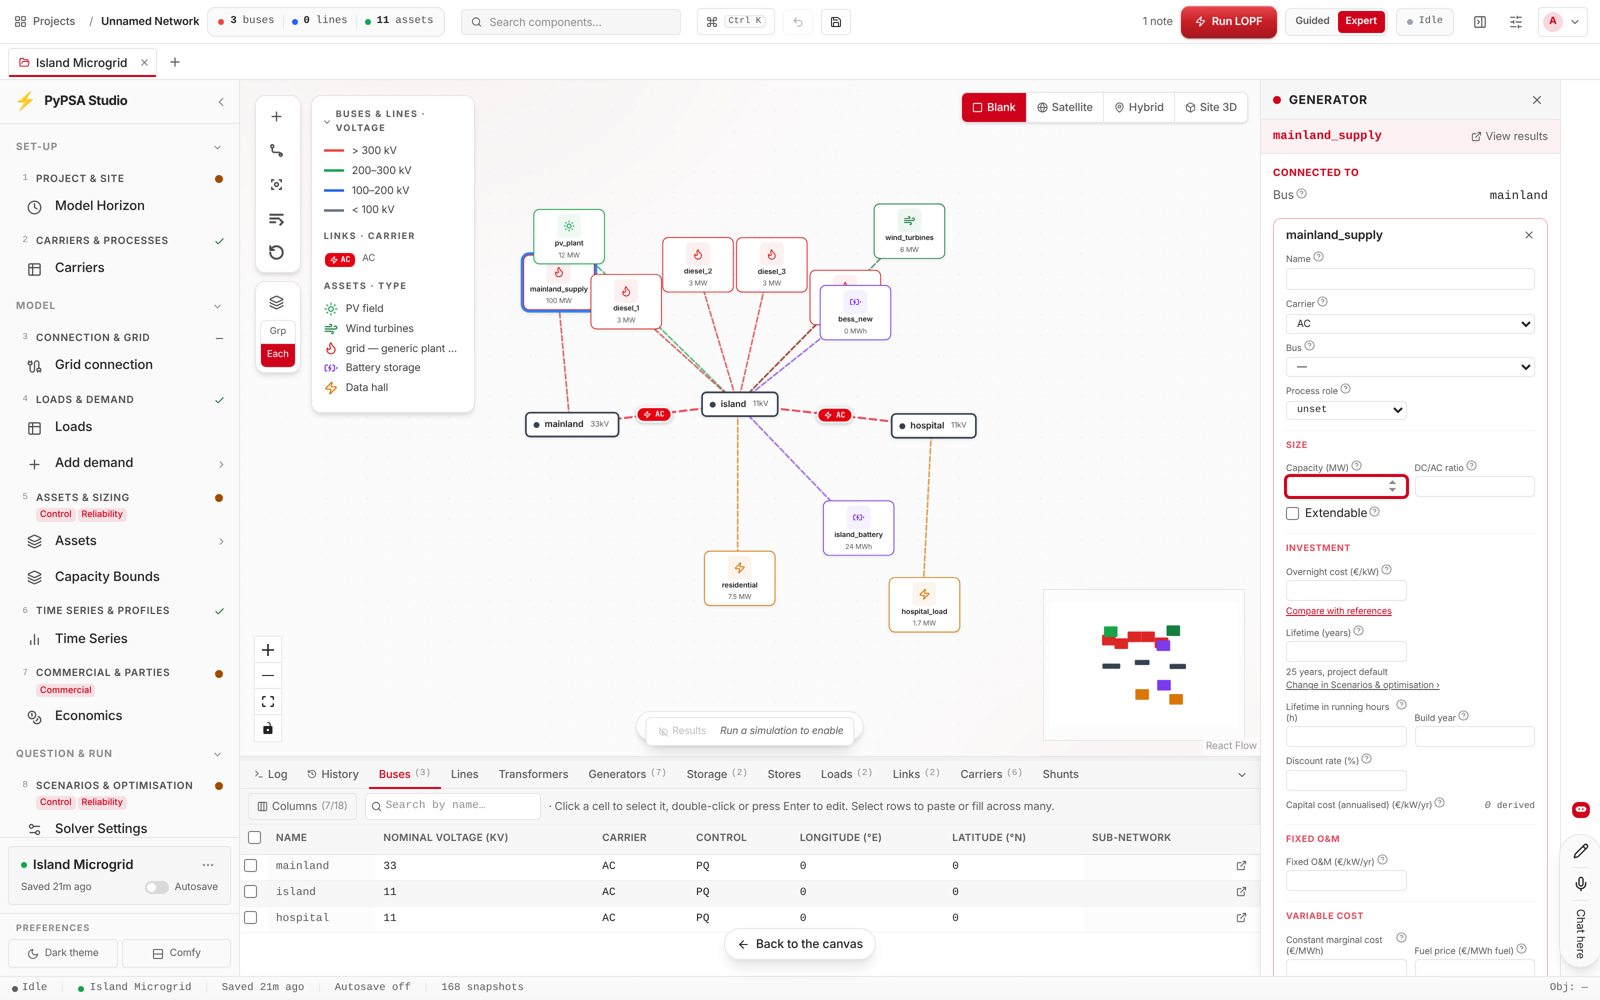 Projects / Unnamed Network
3 buses 0 lines 11 assets
Search components...
Ctrl K
1 note
Run LOPF
Guided Expert
Idle
A
Island Microgrid
PyPSA Studio
SET-UP
1 PROJECT & SITE
Model Horizon
2 CARRIERS & PROCESSES
Carriers
MODEL
3 CONNECTION & GRID
Grid connection
4 LOADS & DEMAND
Loads
Add demand
5 ASSETS & SIZING
Control Reliability
Assets
Capacity Bounds
6 TIME SERIES & PROFILES
Time Series
7 COMMERCIAL & PARTIES
Commercial
Economics
QUESTION & RUN
8 SCENARIOS & OPTIMISATION
Control Reliability
Solver Settings
Island Microgrid
Saved 21m ago Autosave
PREFERENCES
Dark theme Comfy
Grp
Each
BUSES & LINES · VOLTAGE
> 300 kV
200–300 kV
100–200 kV
< 100 kV
LINKS · CARRIER
AC AC
ASSETS · TYPE
PV field
Wind turbines
grid — generic plant ...
Battery storage
Data hall
Blank Satellite Hybrid Site 3D
pv_plant
12 MW
mainland_supply
100 MW
diesel_1
3 MW
diesel_2
3 MW
diesel_3
3 MW
wind_turbines
6 MW
bess_new
0 MWh
mainland 33kV
AC
island 11kV
AC
hospital 11kV
island_battery
24 MWh
residential
7.5 MW
hospital_load
1.7 MW
Results Run a simulation to enable
React Flow
Log History Buses (3) Lines Transformers Generators (7) Storage (2) Stores Loads (2) Links (2) Carriers (6) Shunts
Columns (7/18) Search by name… · Click a cell to select it, double-click or press Enter to edit. Select rows to paste or fill across many.
NAME NOMINAL VOLTAGE (KV) CARRIER CONTROL LONGITUDE (°E) LATITUDE (°N) SUB-NETWORK
mainland 33 AC PQ 0 0
island 11 AC PQ 0 0
hospital 11 AC PQ 0 0
Back to the canvas
GENERATOR
mainland_supply View results
CONNECTED TO
Bus mainland
mainland_supply
Name
Carrier
AC
Bus
—
Process role
unset
SIZE
Capacity (MW) DC/AC ratio
Extendable
INVESTMENT
Overnight cost (€/kW)
Compare with references
Lifetime (years)
25 years, project default
Change in Scenarios & optimisation ›
Lifetime in running hours (h) Build year
Discount rate (%)
Capital cost (annualised) (€/kW/yr) 0 derived
FIXED O&M
Fixed O&M (€/kW/yr)
VARIABLE COST
Constant marginal cost (€/MWh) Fuel price (€/MWh fuel)
Chat here
Idle Island Microgrid Saved 21m ago Autosave off 168 snapshots Obj: —